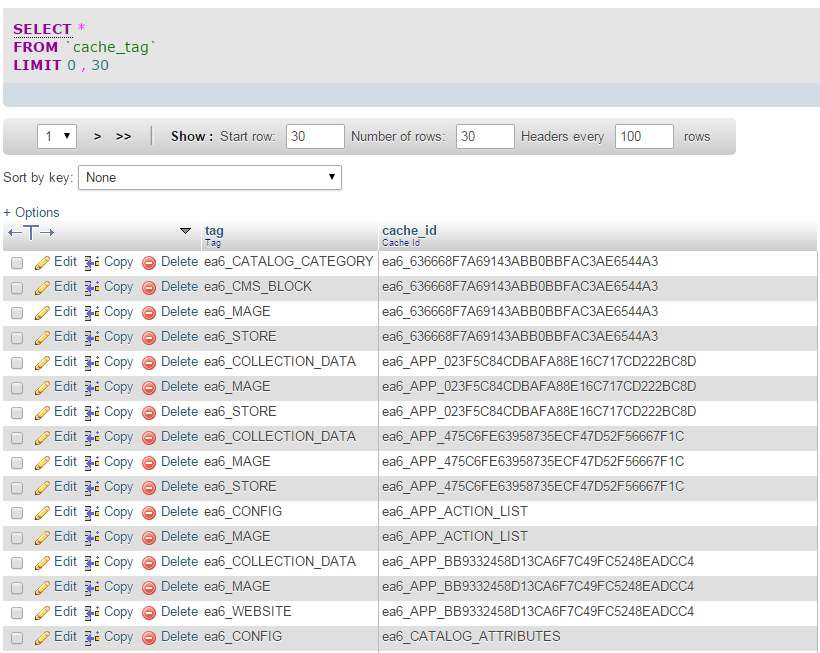 SELECT *
FROM `cache_tag`
LIMIT 0 , 30
1 > >> Show : Start row: 30 Number of rows: 30 Headers every 100 rows
Sort by key: None
+ Options
←T→ tag cache_id
Tag Cache Id
Edit Copy Delete ea6_CATALOG_CATEGORY ea6_636668F7A69143ABB0BBFAC3AE6544A3
Edit Copy Delete ea6_CMS_BLOCK ea6_636668F7A69143ABB0BBFAC3AE6544A3
Edit Copy Delete ea6_MAGE ea6_636668F7A69143ABB0BBFAC3AE6544A3
Edit Copy Delete ea6_STORE ea6_636668F7A69143ABB0BBFAC3AE6544A3
Edit Copy Delete ea6_COLLECTION_DATA ea6_APP_023F5C84CDBAFA88E16C717CD222BC8D
Edit Copy Delete ea6_MAGE ea6_APP_023F5C84CDBAFA88E16C717CD222BC8D
Edit Copy Delete ea6_STORE ea6_APP_023F5C84CDBAFA88E16C717CD222BC8D
Edit Copy Delete ea6_COLLECTION_DATA ea6_APP_475C6FE63958735ECF47D52F56667F1C
Edit Copy Delete ea6_MAGE ea6_APP_475C6FE63958735ECF47D52F56667F1C
Edit Copy Delete ea6_STORE ea6_APP_475C6FE63958735ECF47D52F56667F1C
Edit Copy Delete ea6_CONFIG ea6_APP_ACTION_LIST
Edit Copy Delete ea6_MAGE ea6_APP_ACTION_LIST
Edit Copy Delete ea6_COLLECTION_DATA ea6_APP_BB9332458D13CA6F7C49FC5248EADCC4
Edit Copy Delete ea6_MAGE ea6_APP_BB9332458D13CA6F7C49FC5248EADCC4
Edit Copy Delete ea6_WEBSITE ea6_APP_BB9332458D13CA6F7C49FC5248EADCC4
Edit Copy Delete ea6_CONFIG ea6_CATALOG_ATTRIBUTES